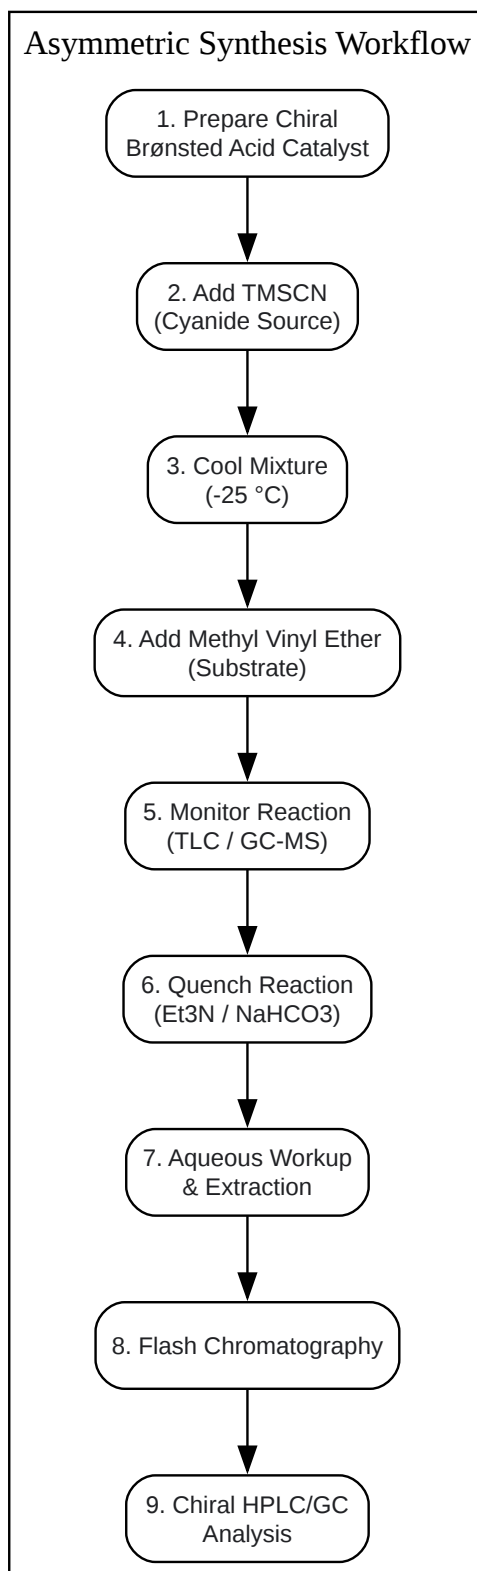 Asymmetric Synthesis Workflow
1. Prepare Chiral
Brønsted Acid Catalyst
2. Add TMSCN
(Cyanide Source)
3. Cool Mixture
(-25 °C)
4. Add Methyl Vinyl Ether
(Substrate)
5. Monitor Reaction
(TLC / GC-MS)
6. Quench Reaction
(Et3N / NaHCO3)
7. Aqueous Workup
& Extraction
8. Flash Chromatography
9. Chiral HPLC/GC
Analysis